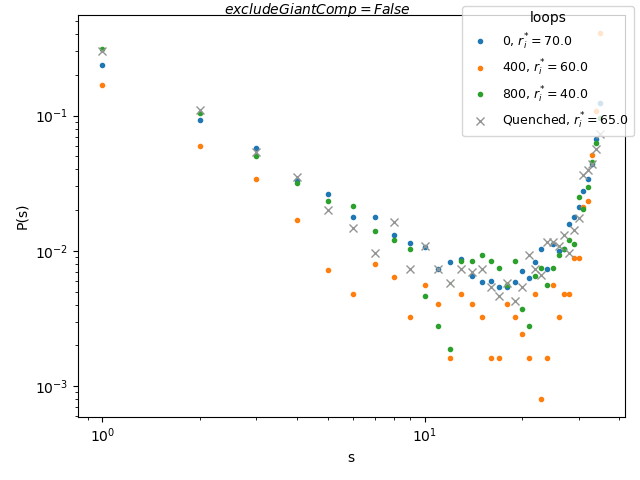 excludeGiantComp = False
loops
0, r_i^* = 70.0
400, r_i^* = 60.0
800, r_i^* = 40.0
Quenched, r_i^* = 65.0
P(s)
10^{-1}
10^{-2}
10^{-3}
10^0
10^1
s